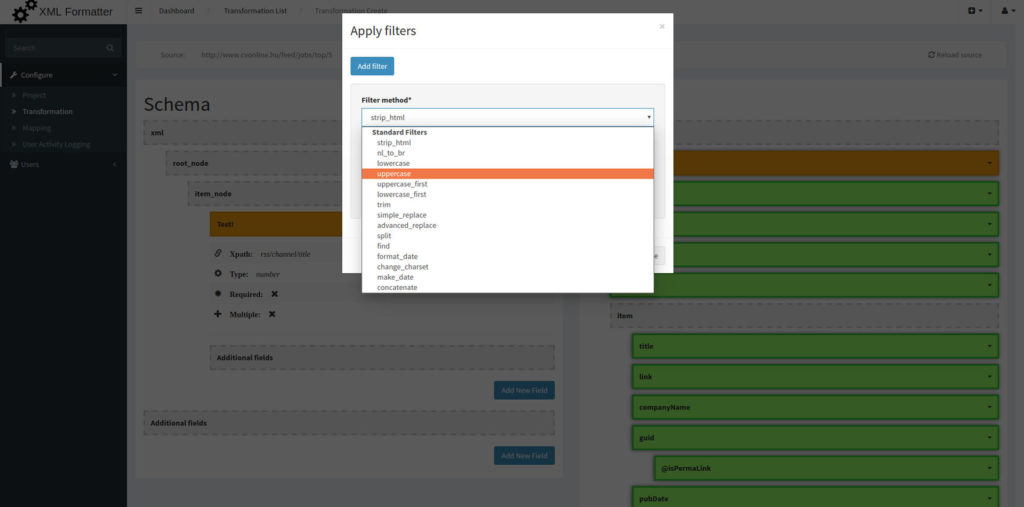 XML Formatter
Dashboard / Transformation List / Transformation Create
Search
Configure
Project
Transformation
Mapping
User Activity Logging
Users
Source: http://www.cvonline.hu/feed/jobs/top/5
Reload source
Schema
xml
root_node
item_node
Test!
Xpath: rss/channel/title
Type: number
Required:
Multiple:
Additional fields
Add New Field
Additional fields
Add New Field
Apply filters
×
Add filter
Filter method*
strip_html
Standard Filters
strip_html
nl_to_br
lowercase
uppercase
uppercase_first
lowercase_first
trim
simple_replace
advanced_replace
split
find
format_date
change_charset
make_date
concatenate
item
title
link
companyName
guid
@isPermaLink
pubDate